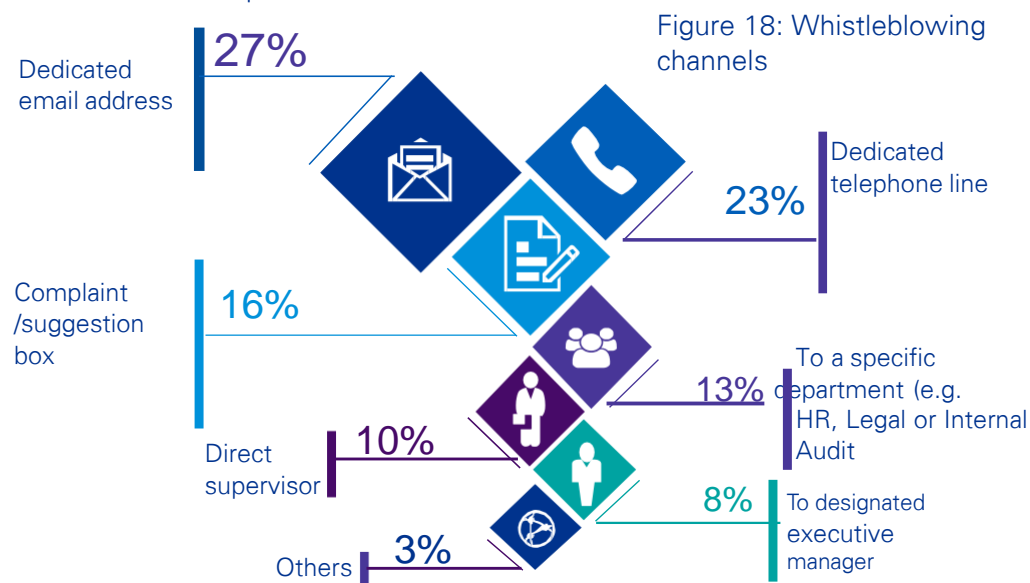 Figure 18: Whistleblowing
channels
27%
Dedicated
email address
Dedicated
telephone line
23%
Complaint
/suggestion
box
16%
To a specific
department (e.g.
HR, Legal or Internal
Audit
13%
10%
Direct
supervisor
8%
To designated
executive
manager
3%
Others